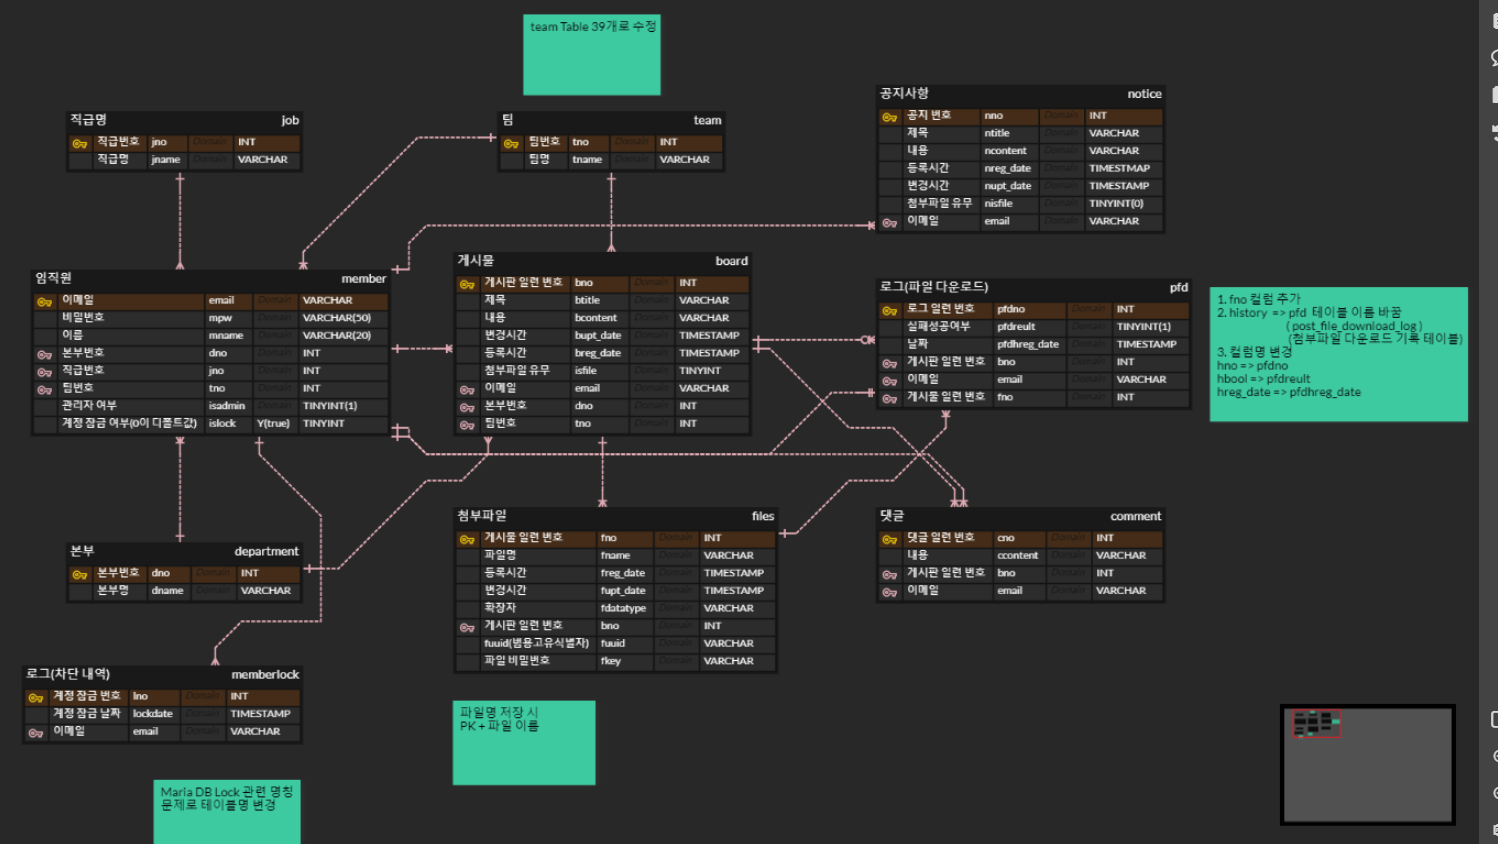 team Table 39개로 수정
직급명 job
직급번호 jno Domain INT
직급명 jname Domain VARCHAR
팀 team
팀번호 tno Domain INT
팀명 tname Domain VARCHAR
공지사항 notice
공지 번호 nno Domain INT
제목 ntitle Domain VARCHAR
내용 ncontent Domain VARCHAR
등록시간 nreg_date Domain TIMESTMAP
변경시간 nupt_date Domain TIMESTAMP
첨부파일 유무 nisfile Domain TINYINT(0)
이메일 email Domain VARCHAR
임직원 member
이메일 email Domain VARCHAR
비밀번호 mpw Domain VARCHAR(50)
이름 mname Domain VARCHAR(20)
본부번호 dno Domain INT
직급번호 jno Domain INT
팀번호 tno Domain INT
관리자 여부 isadmin Domain TINYINT(1)
계정 잠금 여부(0이 디폴트값) islock Y(true) TINYINT
게시물 board
게시판 일련 번호 bno Domain INT
제목 btitle Domain VARCHAR
내용 bcontent Domain VARCHAR
변경시간 bupt_date Domain TIMESTAMP
등록시간 breg_date Domain TIMESTAMP
첨부파일 유무 isfile Domain TINYINT
이메일 email Domain VARCHAR
본부번호 dno Domain INT
팀번호 tno Domain INT
로그(파일 다운로드) pfd
로그 일련 번호 pfdno Domain INT
실패성공여부 pfdreult Domain TINYINT(1)
날짜 pfdhreg_date Domain TIMESTAMP
게시판 일련 번호 bno Domain INT
이메일 email Domain VARCHAR
게시물 일련 번호 fno Domain INT
1. fno 컬럼 추가
2. history => pfd 테이블 이름 바꿈
(post_file_download_log)
(첨부파일 다운로드 기록 테이블)
3. 컬럼명 변경
hno => pfdno
hbool => pfdreult
hreg_date => pfdhreg_date
본부 department
본부번호 dno Domain INT
본부명 dname Domain VARCHAR
첨부파일 files
게시물 일련 번호 fno Domain INT
파일명 fname Domain VARCHAR
등록시간 freg_date Domain TIMESTAMP
변경시간 fupt_date Domain TIMESTAMP
확장자 fdatatype Domain VARCHAR
게시판 일련 번호 bno Domain INT
fuuid(범용고유식별자) fuuid Domain VARCHAR
파일 비밀번호 fkey Domain VARCHAR
댓글 comment
댓글 일련 번호 cno Domain INT
내용 ccontent Domain VARCHAR
게시판 일련 번호 bno Domain INT
이메일 email Domain VARCHAR
로그(차단 내역) memberlock
계정 잠금 번호 lno Domain INT
계정 잠금 날짜 lockdate Domain TIMESTAMP
이메일 email Domain VARCHAR
파일명 저장 시
PK + 파일 이름
Maria DB Lock 관련 명칭
문제로 테이블명 변경